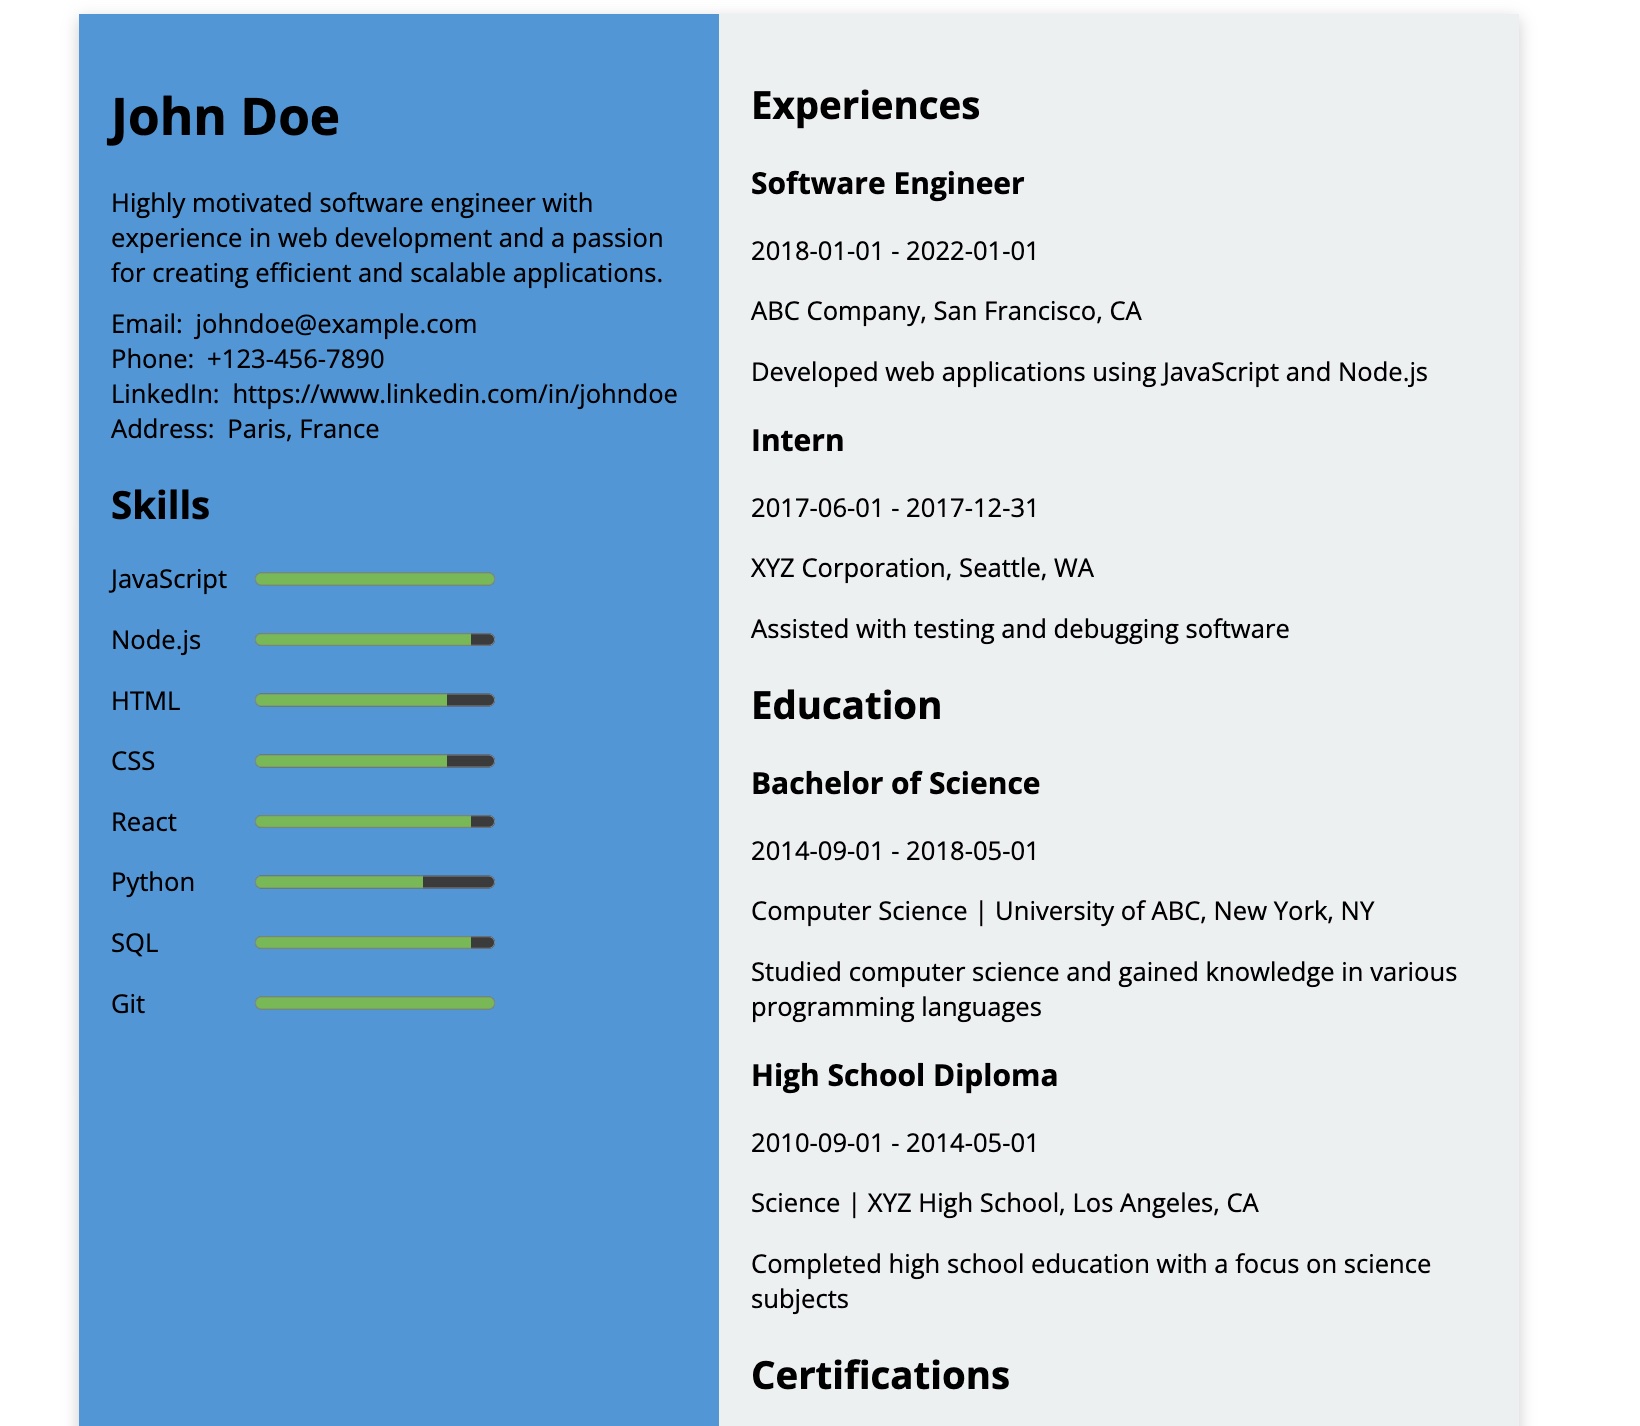 John Doe
Highly motivated software engineer with
experience in web development and a passion
for creating efficient and scalable applications.
Email: johndoe@example.com
Phone: +123-456-7890
LinkedIn: https://www.linkedin.com/in/johndoe
Address: Paris, France
Skills
JavaScript
Node.js
HTML
CSS
React
Python
SQL
Git
Experiences
Software Engineer
2018-01-01 - 2022-01-01
ABC Company, San Francisco, CA
Developed web applications using JavaScript and Node.js
Intern
2017-06-01 - 2017-12-31
XYZ Corporation, Seattle, WA
Assisted with testing and debugging software
Education
Bachelor of Science
2014-09-01 - 2018-05-01
Computer Science | University of ABC, New York, NY
Studied computer science and gained knowledge in various
programming languages
High School Diploma
2010-09-01 - 2014-05-01
Science | XYZ High School, Los Angeles, CA
Completed high school education with a focus on science
subjects
Certifications